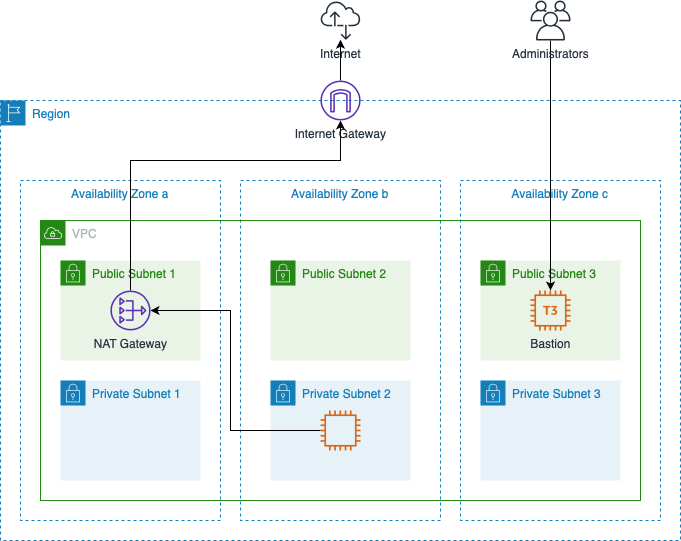 Internet
Administrators
Region
Internet Gateway
Availability Zone a
Availability Zone b
Availability Zone c
VPC
Public Subnet 1
Public Subnet 2
Public Subnet 3
T3
NAT Gateway
Bastion
Private Subnet 1
Private Subnet 2
Private Subnet 3